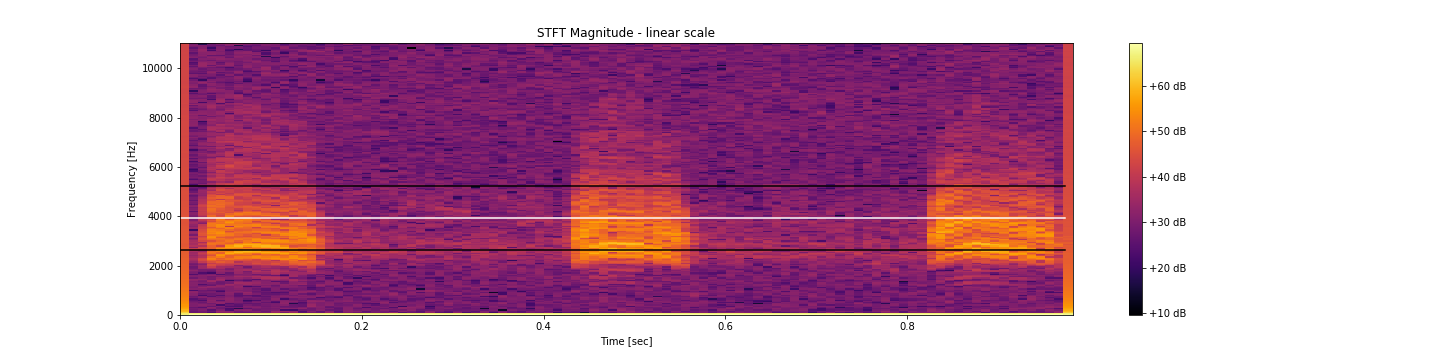 STFT Magnitude - linear scale
Frequency [Hz]
10000
8000
6000
4000
2000
0
0.0
0.2
0.4
0.6
0.8
Time [sec]
+60 dB
+50 dB
+40 dB
+30 dB
+20 dB
+10 dB